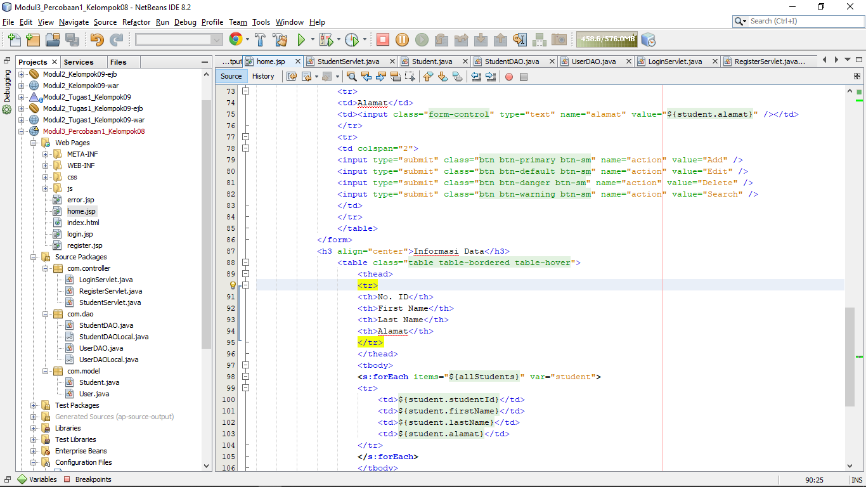 Modul3_Percobaan1_Kelompok08 - NetBeans IDE 8.2
File Edit View Navigate Source Refactor Run Debug Profile Team Tools Window Help
Search (Ctrl+I)
Projects Services Files
...tput home.jsp StudentServlet.java Student.java StudentDAO.java UserDAO.java LoginServlet.java RegisterServlet.java...
Source History
Debugging
Modul2_Kelompok09-ejb
Modul2_Kelompok09-war
Modul2_Tugas1_Kelompok09
Modul2_Tugas1_Kelompok09-ejb
Modul2_Tugas1_Kelompok09-war
Modul3_Percobaan1_Kelompok08
Web Pages
META-INF
WEB-INF
css
js
error.jsp
home.jsp
index.html
login.jsp
register.jsp
Source Packages
com.controller
LoginServlet.java
RegisterServlet.java
StudentServlet.java
com.dao
StudentDAO.java
StudentDAOLocal.java
UserDAO.java
UserDAOLocal.java
com.model
Student.java
User.java
Test Packages
Generated Sources (ap-source-output)
Libraries
Test Libraries
Enterprise Beans
Configuration Files
73 <tr>
74 <td>Alamat</td>
75 <td><input class="form-control" type="text" name="alamat" value="${student.alamat}" /></td>
76 </tr>
77 <tr>
78 <td colspan="2">
79 <input type="submit" class="btn btn-primary btn-sm" name="action" value="Add" />
80 <input type="submit" class="btn btn-default btn-sm" name="action" value="Edit" />
81 <input type="submit" class="btn btn-danger btn-sm" name="action" value="Delete" />
82 <input type="submit" class="btn btn-warning btn-sm" name="action" value="Search" />
83 </td>
84 </tr>
85 </table>
86 </form>
87 <h3 align="center">Informasi Data</h3>
88 <table class="table table-bordered table-hover">
89 <thead>
<tr>
91 <th>No. ID</th>
92 <th>First Name</th>
93 <th>Last Name</th>
94 <th>Alamat</th>
95 </tr>
96 </thead>
97 <tbody>
98 <s:forEach items="${allStudents}" var="student">
99 <tr>
100 <td>${student.studentId}</td>
101 <td>${student.firstName}</td>
102 <td>${student.lastName}</td>
103 <td>${student.alamat}</td>
104 </tr>
105 </s:forEach>
106 </tbody>
Variables Breakpoints
90:25 INS